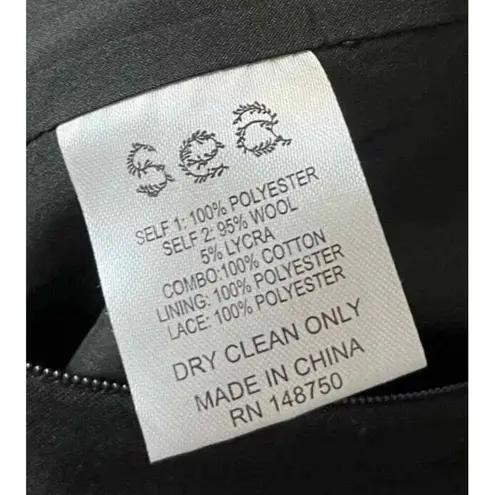 sea
SELF 1: 100% POLYESTER
SELF 2: 95% WOOL
5% LYCRA
COMBO:100% COTTON
LINING: 100% POLYESTER
LACE: 100% POLYESTER
DRY CLEAN ONLY
MADE IN CHINA
RN 148750